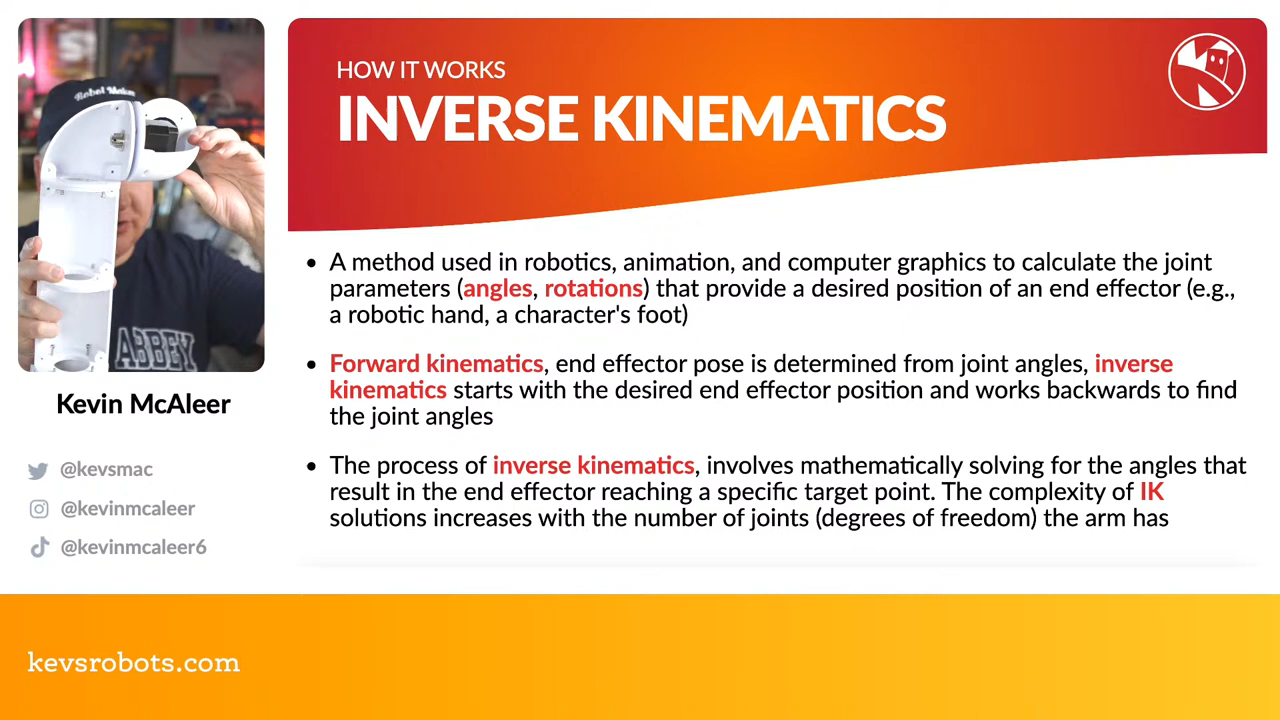 Robot Maker
ABBEY
Kevin McAleer
@kevsmac
@kevinmcaleer
@kevinmcaleer6
HOW IT WORKS
INVERSE KINEMATICS
• A method used in robotics, animation, and computer graphics to calculate the joint
parameters (angles, rotations) that provide a desired position of an end effector (e.g.,
a robotic hand, a character's foot)
• Forward kinematics, end effector pose is determined from joint angles, inverse
kinematics starts with the desired end effector position and works backwards to find
the joint angles
• The process of inverse kinematics, involves mathematically solving for the angles that
result in the end effector reaching a specific target point. The complexity of IK
solutions increases with the number of joints (degrees of freedom) the arm has
kevsrobots.com